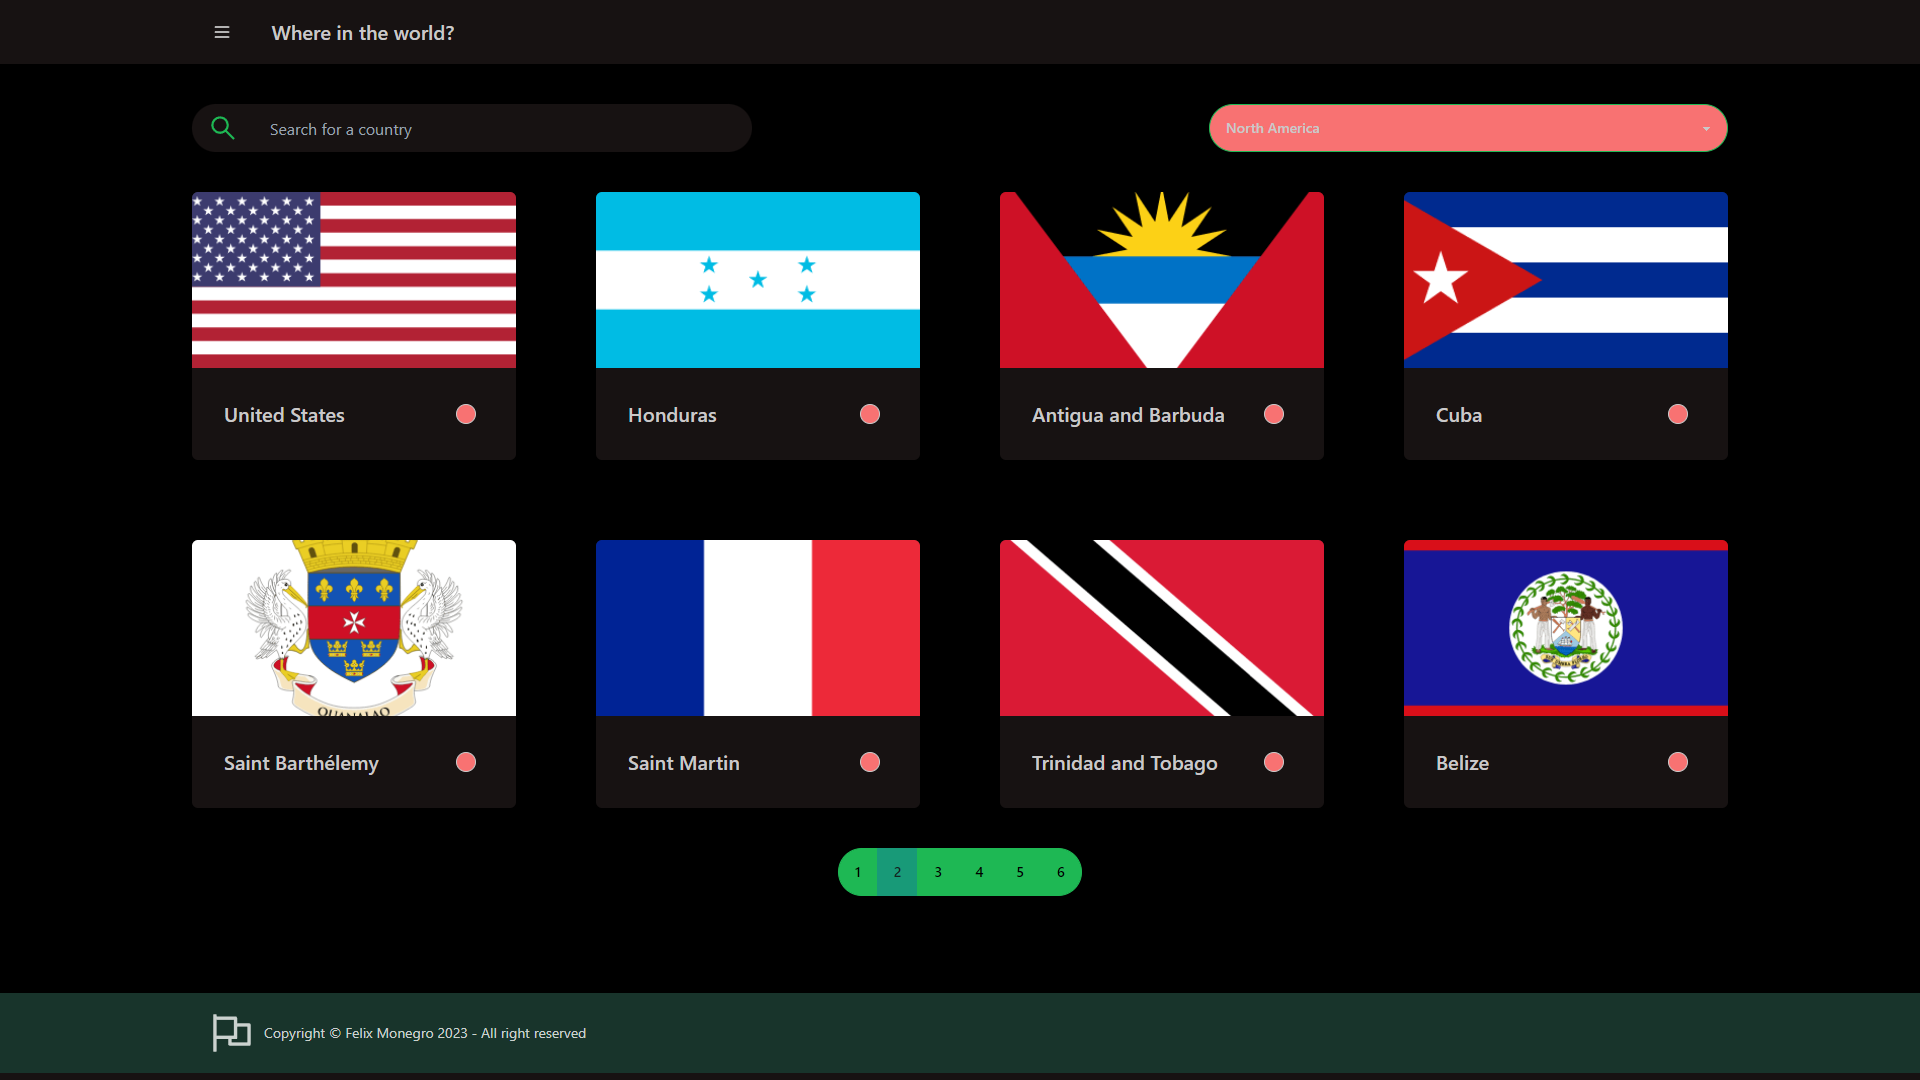 Where in the world?
Search for a country
North America
United States
Honduras
Antigua and Barbuda
Cuba
QUANALAO
Saint Barthélemy
Saint Martin
Trinidad and Tobago
Belize
1 2 3 4 5 6
Copyright © Felix Monegro 2023 - All right reserved